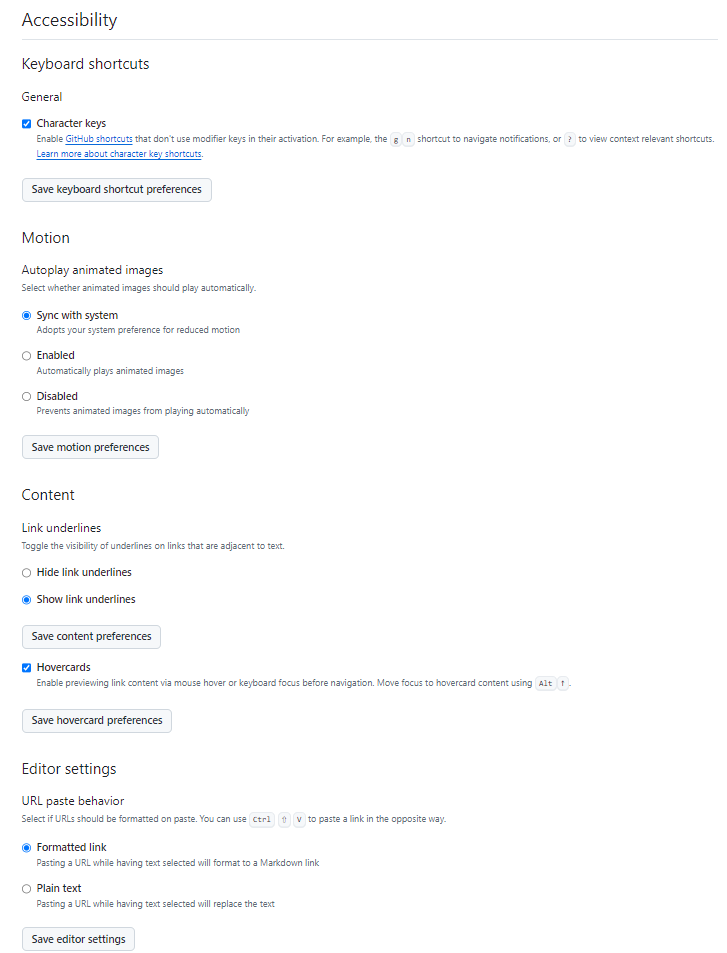 Accessibility
Keyboard shortcuts
General
Character keys
Enable GitHub shortcuts that don't use modifier keys in their activation. For example, the g n shortcut to navigate notifications, or ? to view context relevant shortcuts.
Learn more about character key shortcuts.
Save keyboard shortcut preferences
Motion
Autoplay animated images
Select whether animated images should play automatically.
Sync with system
Adopts your system preference for reduced motion
Enabled
Automatically plays animated images
Disabled
Prevents animated images from playing automatically
Save motion preferences
Content
Link underlines
Toggle the visibility of underlines on links that are adjacent to text.
Hide link underlines
Show link underlines
Save content preferences
Hovercards
Enable previewing link content via mouse hover or keyboard focus before navigation. Move focus to hovercard content using Alt ↑.
Save hovercard preferences
Editor settings
URL paste behavior
Select if URLs should be formatted on paste. You can use Ctrl ⇧ V to paste a link in the opposite way.
Formatted link
Pasting a URL while having text selected will format to a Markdown link
Plain text
Pasting a URL while having text selected will replace the text
Save editor settings